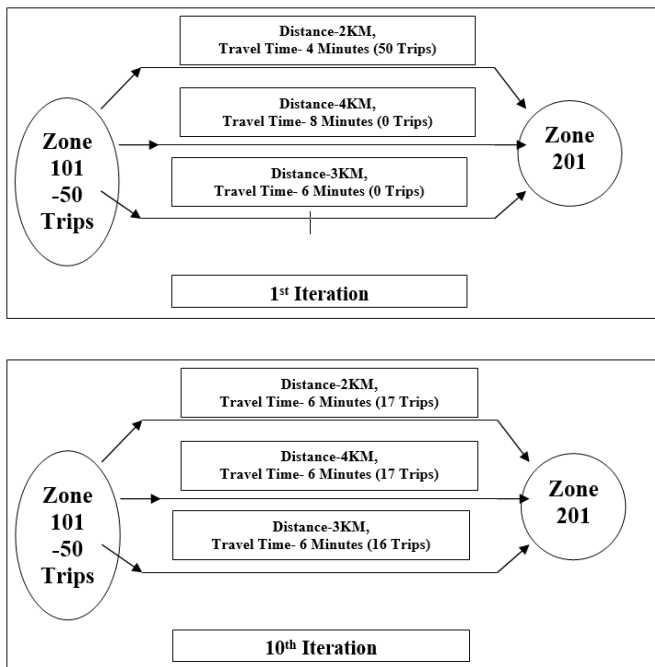 Distance-2KM,
Travel Time- 4 Minutes (50 Trips)
Distance-4KM,
Travel Time- 8 Minutes (0 Trips)
Distance-3KM,
Travel Time- 6 Minutes (0 Trips)
Zone
101
-50
Trips
Zone
201
1st Iteration
Distance-2KM,
Travel Time- 6 Minutes (17 Trips)
Distance-4KM,
Travel Time- 6 Minutes (17 Trips)
Distance-3KM,
Travel Time- 6 Minutes (16 Trips)
Zone
101
-50
Trips
Zone
201
10th Iteration